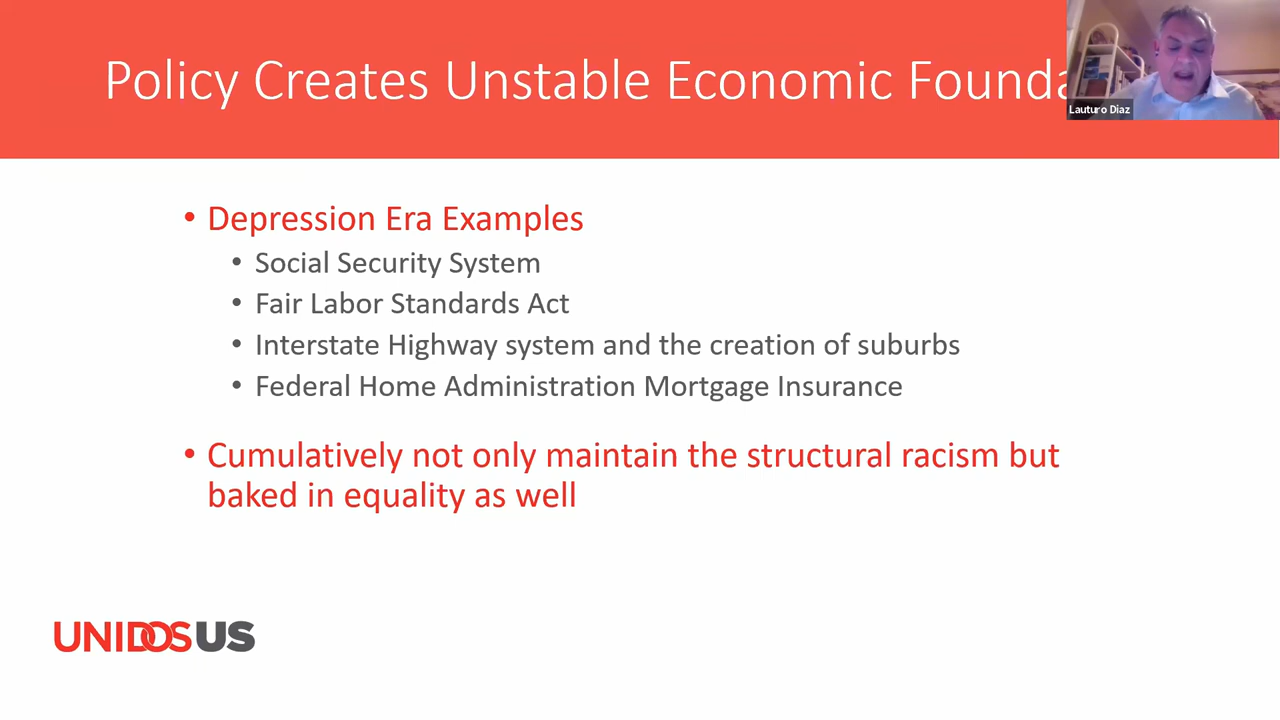 Policy Creates Unstable Economic Founda
Lauturo Diaz
• Depression Era Examples
• Social Security System
• Fair Labor Standards Act
• Interstate Highway system and the creation of suburbs
• Federal Home Administration Mortgage Insurance
• Cumulatively not only maintain the structural racism but
baked in equality as well
UNIDOSUS